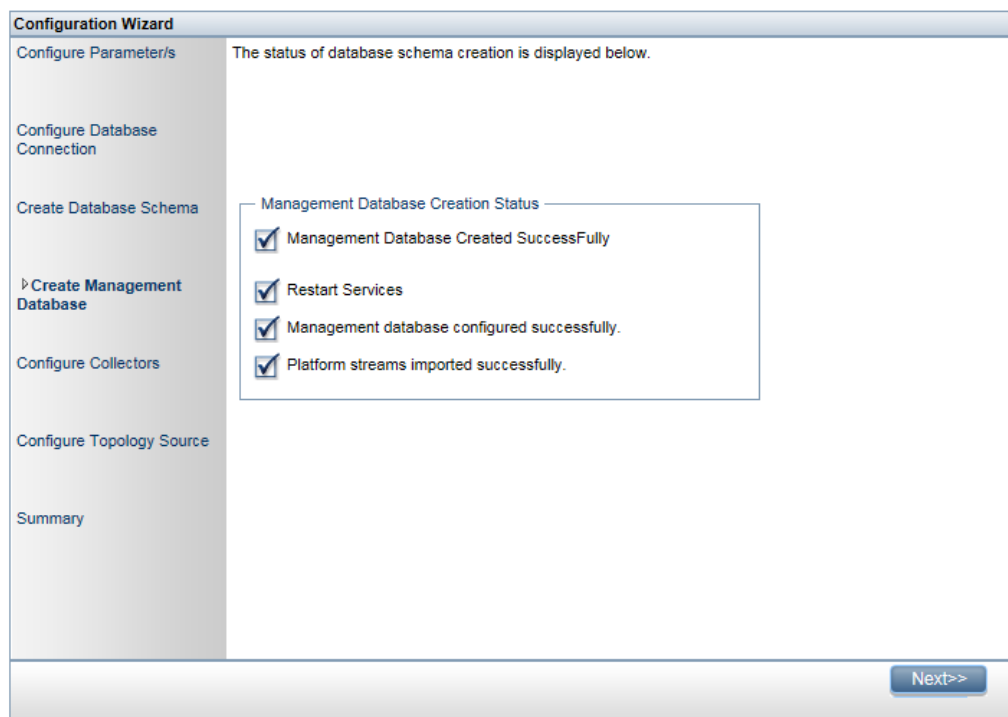 Configuration Wizard
Configure Parameter/s
The status of database schema creation is displayed below.
Configure Database
Connection
Create Database Schema
Create Management
Database
Configure Collectors
Configure Topology Source
Summary
Management Database Creation Status
Management Database Created SuccessFully
Restart Services
Management database configured successfully.
Platform streams imported successfully.
Next>>